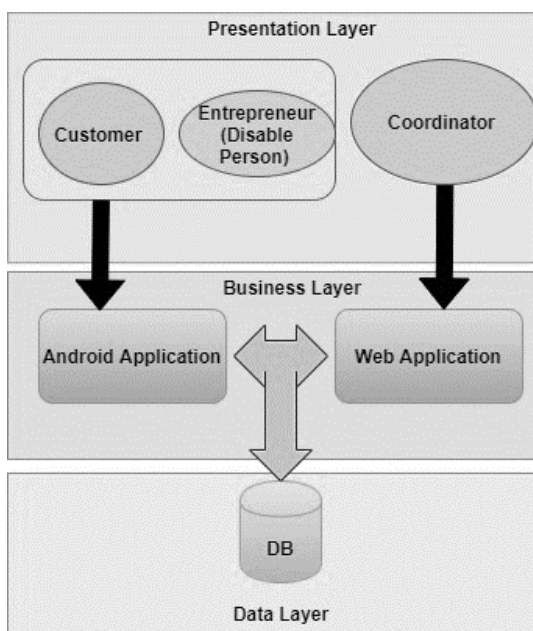 Presentation Layer
Customer
Entrepreneur
(Disable
Person)
Coordinator
Business Layer
Android Application
Web Application
DB
Data Layer